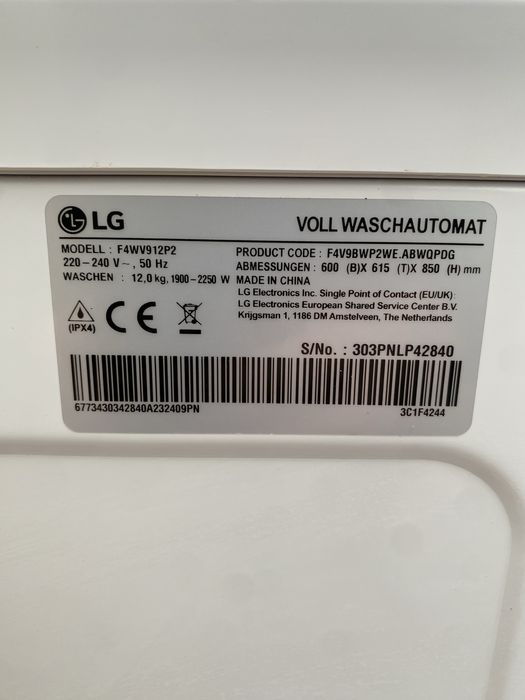 LG VOLL WASCHAUTOMAT
MODELL : F4WV912P2
220-240 V~, 50 Hz
WASCHEN : 12,0 kg, 1900-2250 W
PRODUCT CODE : F4V9BWP2WE.ABWQPDG
ABMESSUNGEN : 600 (B)X 615 (T)X 850 (H) mm
MADE IN CHINA
LG Electronics Inc. Single Point of Contact (EU/UK) :
LG Electronics European Shared Service Center B.V.
Krijgsman 1, 1186 DM Amstelveen, The Netherlands
(IPX4) CE
S/No. : 303PNLP42840
6773430342840A232409PN 3C1F4244